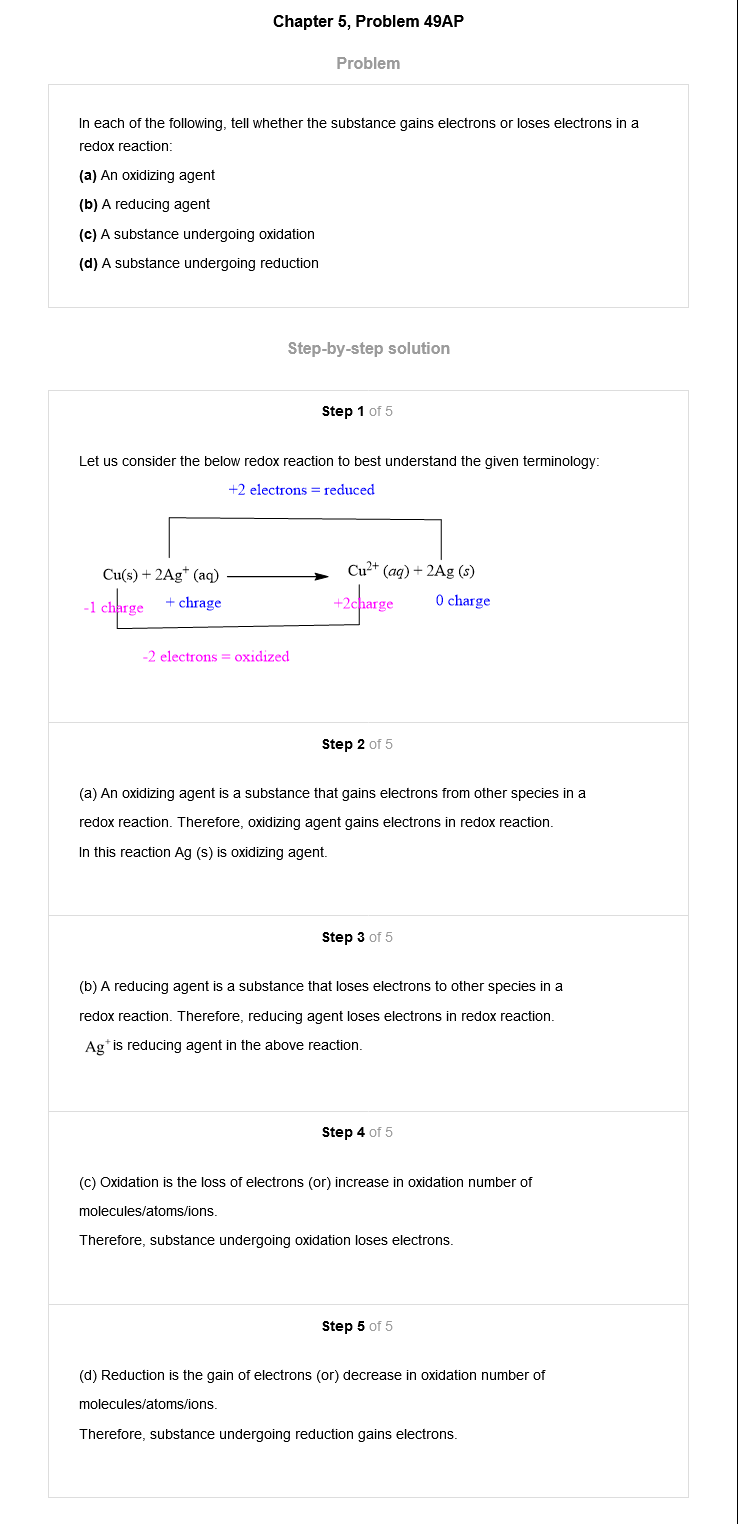 Chapter 5, Problem 49AP
Problem
In each of the following, tell whether the substance gains electrons or loses electrons in a
redox reaction:
(a) An oxidizing agent
(b) A reducing agent
(c) A substance undergoing oxidation
(d) A substance undergoing reduction
Step-by-step solution
Step 1 of 5
Let us consider the below redox reaction to best understand the given terminology:
+2 electrons = reduced
Cu(s) + 2Ag⁺ (aq) → Cu²⁺ (aq) + 2Ag (s)
-1 charge + chrage +2charge 0 charge
-2 electrons = oxidized
Step 2 of 5
(a) An oxidizing agent is a substance that gains electrons from other species in a
redox reaction. Therefore, oxidizing agent gains electrons in redox reaction.
In this reaction Ag (s) is oxidizing agent.
Step 3 of 5
(b) A reducing agent is a substance that loses electrons to other species in a
redox reaction. Therefore, reducing agent loses electrons in redox reaction.
Ag⁺ is reducing agent in the above reaction.
Step 4 of 5
(c) Oxidation is the loss of electrons (or) increase in oxidation number of
molecules/atoms/ions.
Therefore, substance undergoing oxidation loses electrons.
Step 5 of 5
(d) Reduction is the gain of electrons (or) decrease in oxidation number of
molecules/atoms/ions.
Therefore, substance undergoing reduction gains electrons.